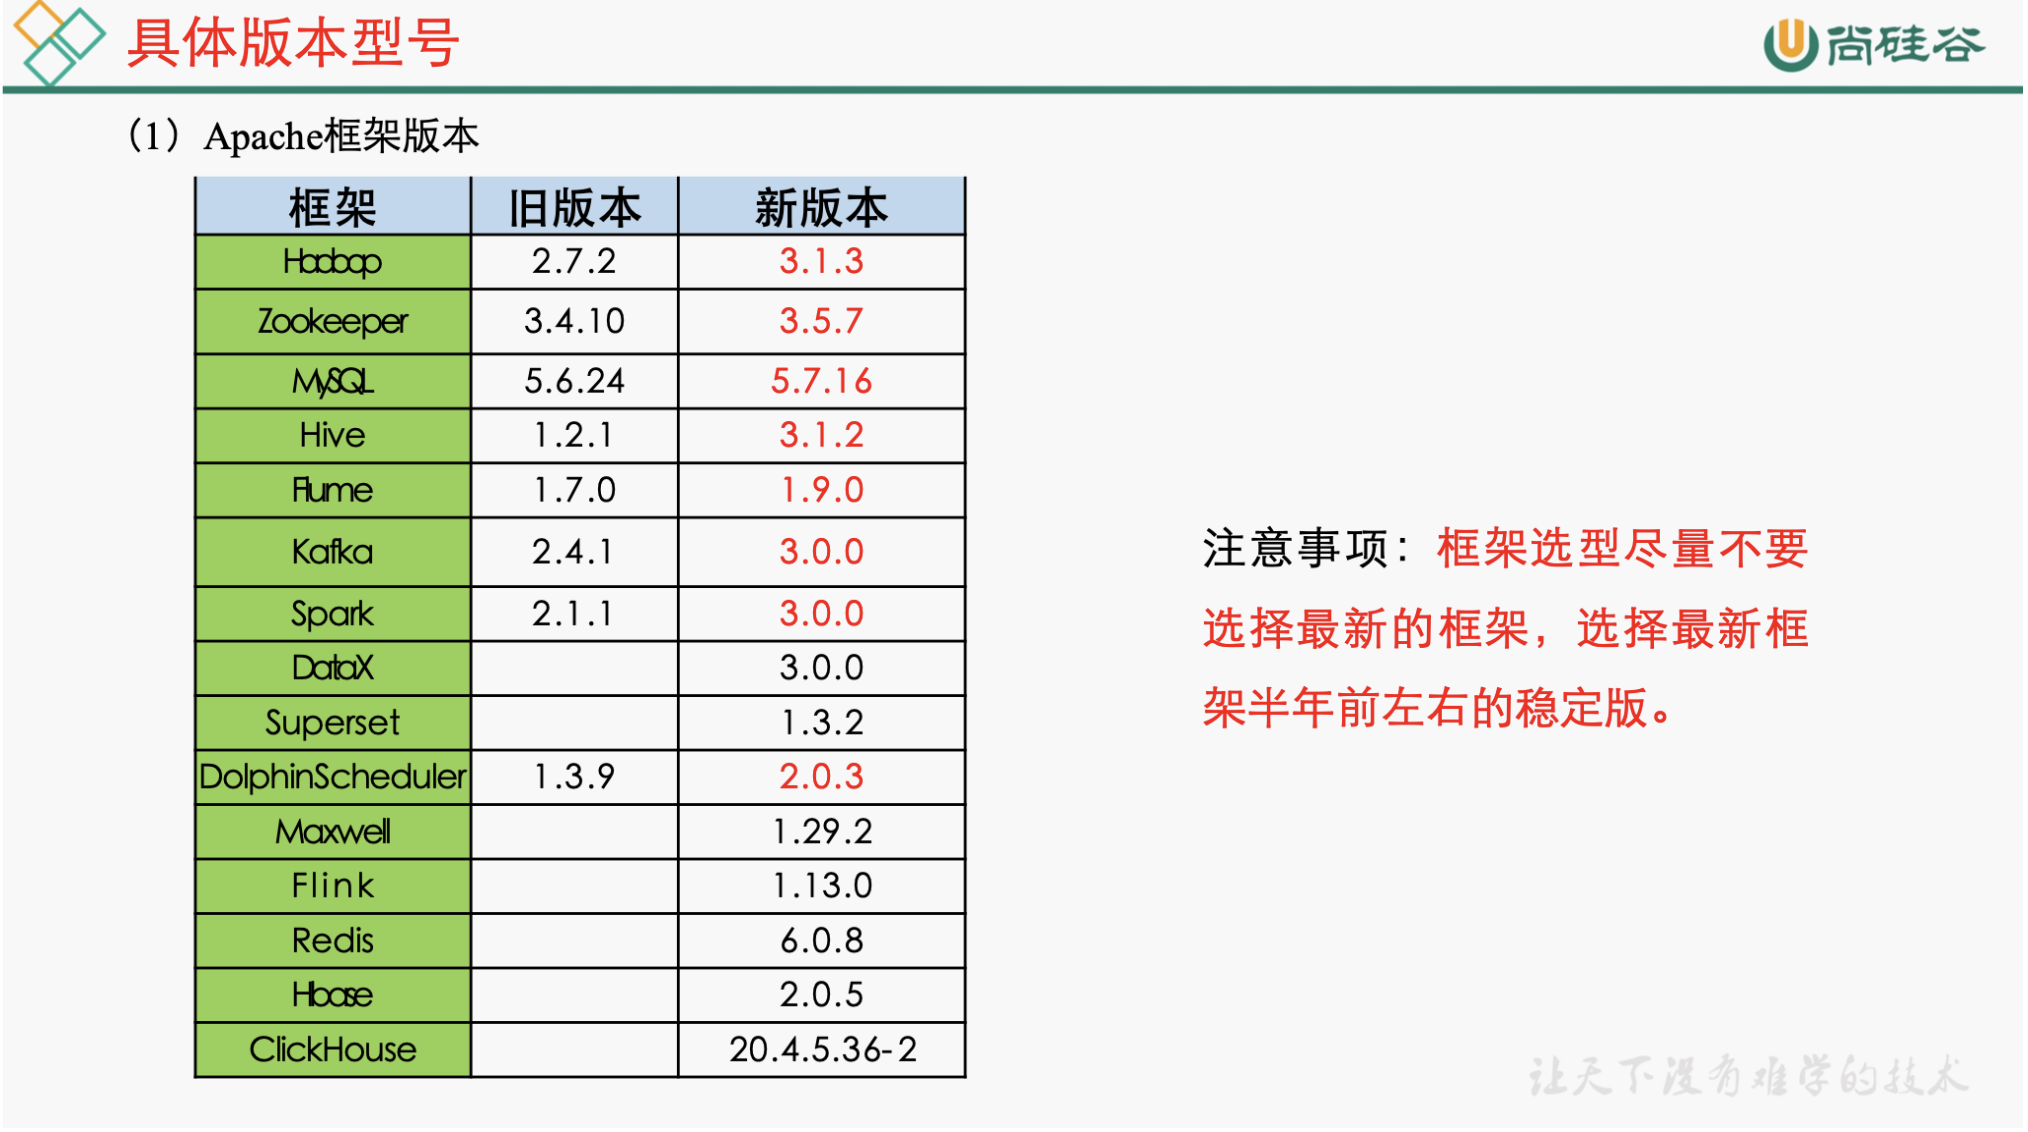 具体版本型号
尚硅谷
（1）Apache框架版本
框架 旧版本 新版本
Hadoop 2.7.2 3.1.3
Zookeeper 3.4.10 3.5.7
MySQL 5.6.24 5.7.16
Hive 1.2.1 3.1.2
Flume 1.7.0 1.9.0
Kafka 2.4.1 3.0.0
Spark 2.1.1 3.0.0
DataX 3.0.0
Superset 1.3.2
DolphinScheduler 1.3.9 2.0.3
Maxwell 1.29.2
Flink 1.13.0
Redis 6.0.8
Hbase 2.0.5
ClickHouse 20.4.5.36-2
注意事项：框架选型尽量不要
选择最新的框架，选择最新框
架半年前左右的稳定版。
让天下没有难学的技术